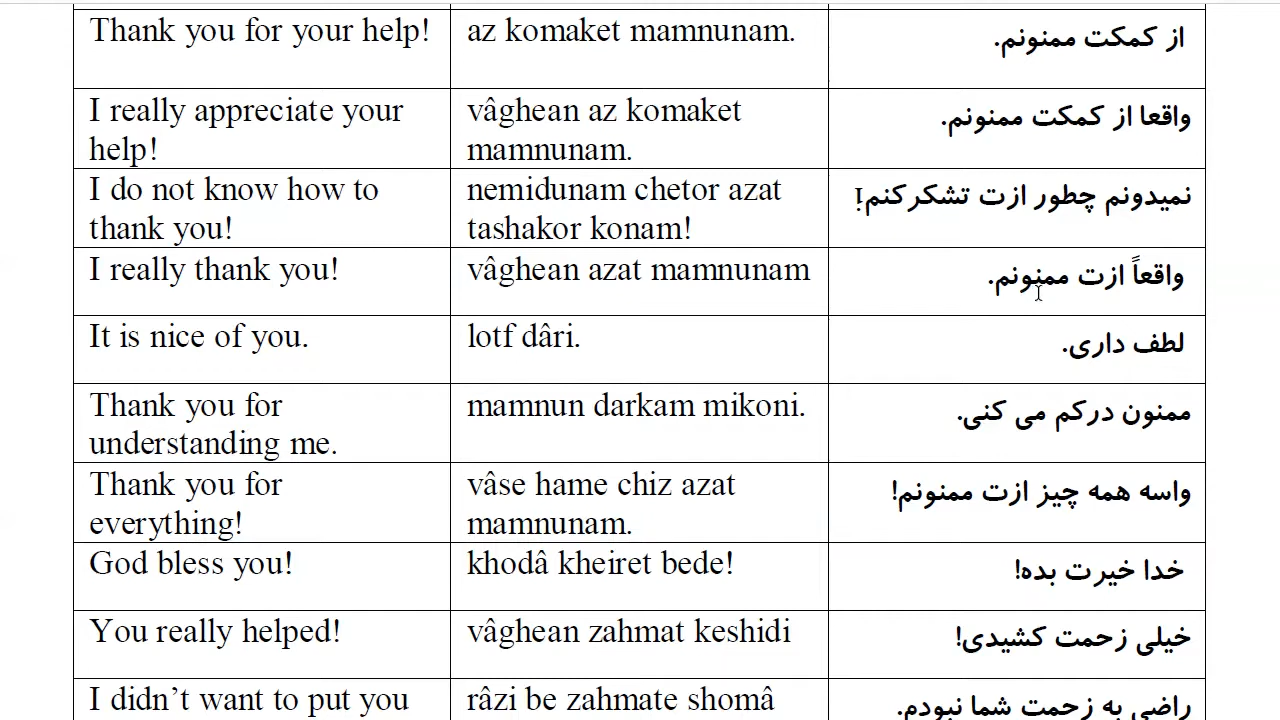 Thank you for your help!
az komaket mamnunam.
از کمکت ممنونم.
I really appreciate your
help!
vâghean az komaket
mamnunam.
واقعا از کمکت ممنونم.
I do not know how to
thank you!
nemidunam chetor azat
tashakor konam!
نمیدونم چطور ازت تشکرکنم!
I really thank you!
vâghean azat mamnunam
واقعاً ازت ممنونم.
It is nice of you.
lotf dâri.
لطف داری.
Thank you for
understanding me.
mamnun darkam mikoni.
ممنون درکم می کنی.
Thank you for
everything!
vâse hame chiz azat
mamnunam.
واسه همه چیز ازت ممنونم!
God bless you!
khodâ kheiret bede!
خدا خیرت بده!
You really helped!
vâghean zahmat keshidi
خیلی زحمت کشیدی!
I didn’t want to put you
râzi be zahmate shomâ
راضی به زحمت شما نبودم.